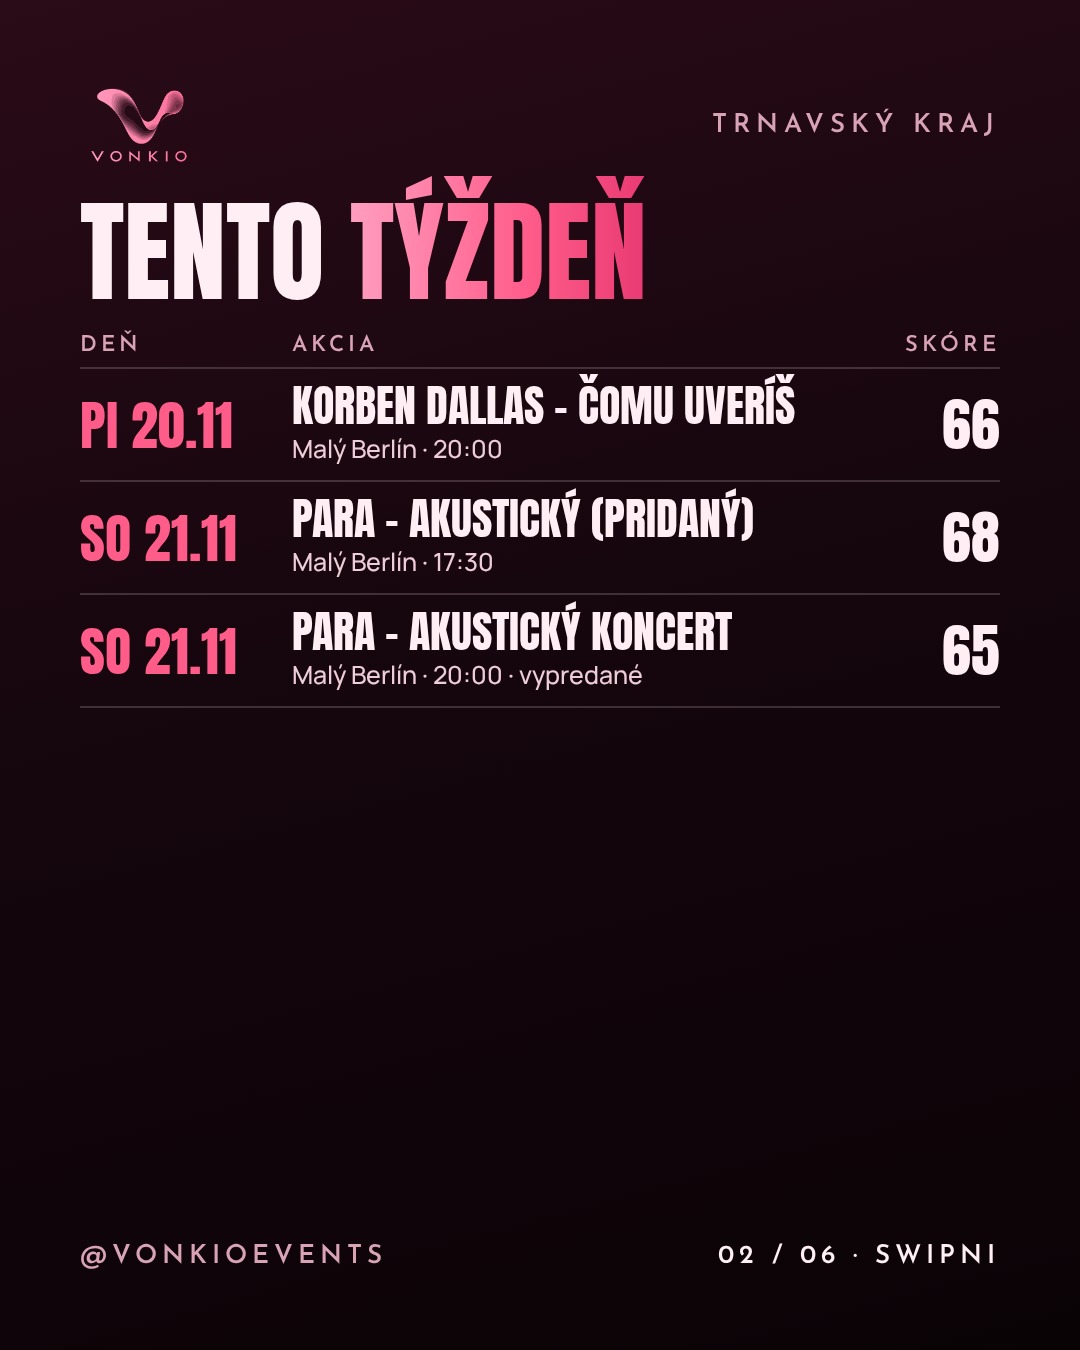 VONKIO
TRNAVSKÝ KRAJ
TENTO TÝŽDEŇ
DEŇ AKCIA SKÓRE
PI 20.11 KORBEN DALLAS - ČOMU UVERÍŠ 66
Malý Berlín · 20:00
SO 21.11 PARA - AKUSTICKÝ (PRIDANÝ) 68
Malý Berlín · 17:30
SO 21.11 PARA - AKUSTICKÝ KONCERT 65
Malý Berlín · 20:00 · vypredané
@VONKIOEVENTS 02 / 06 · SWIPNI